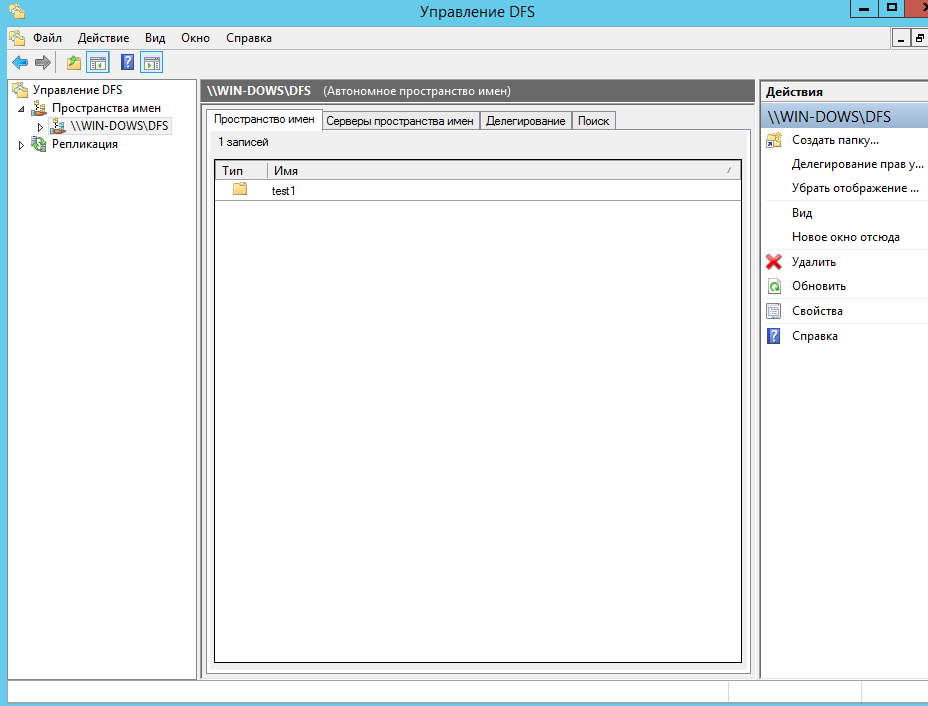 Управление DFS
Файл Действие Вид Окно Справка
Управление DFS
Пространства имен
\\WIN-DOWS\DFS
Репликация
\\WIN-DOWS\DFS (Автономное пространство имен)
Пространство имен Серверы пространства имен Делегирование Поиск
1 записей
Тип Имя
test1
Действия
\\WIN-DOWS\DFS
Создать папку...
Делегирование прав у...
Убрать отображение ...
Вид
Новое окно отсюда
Удалить
Обновить
Свойства
Справка